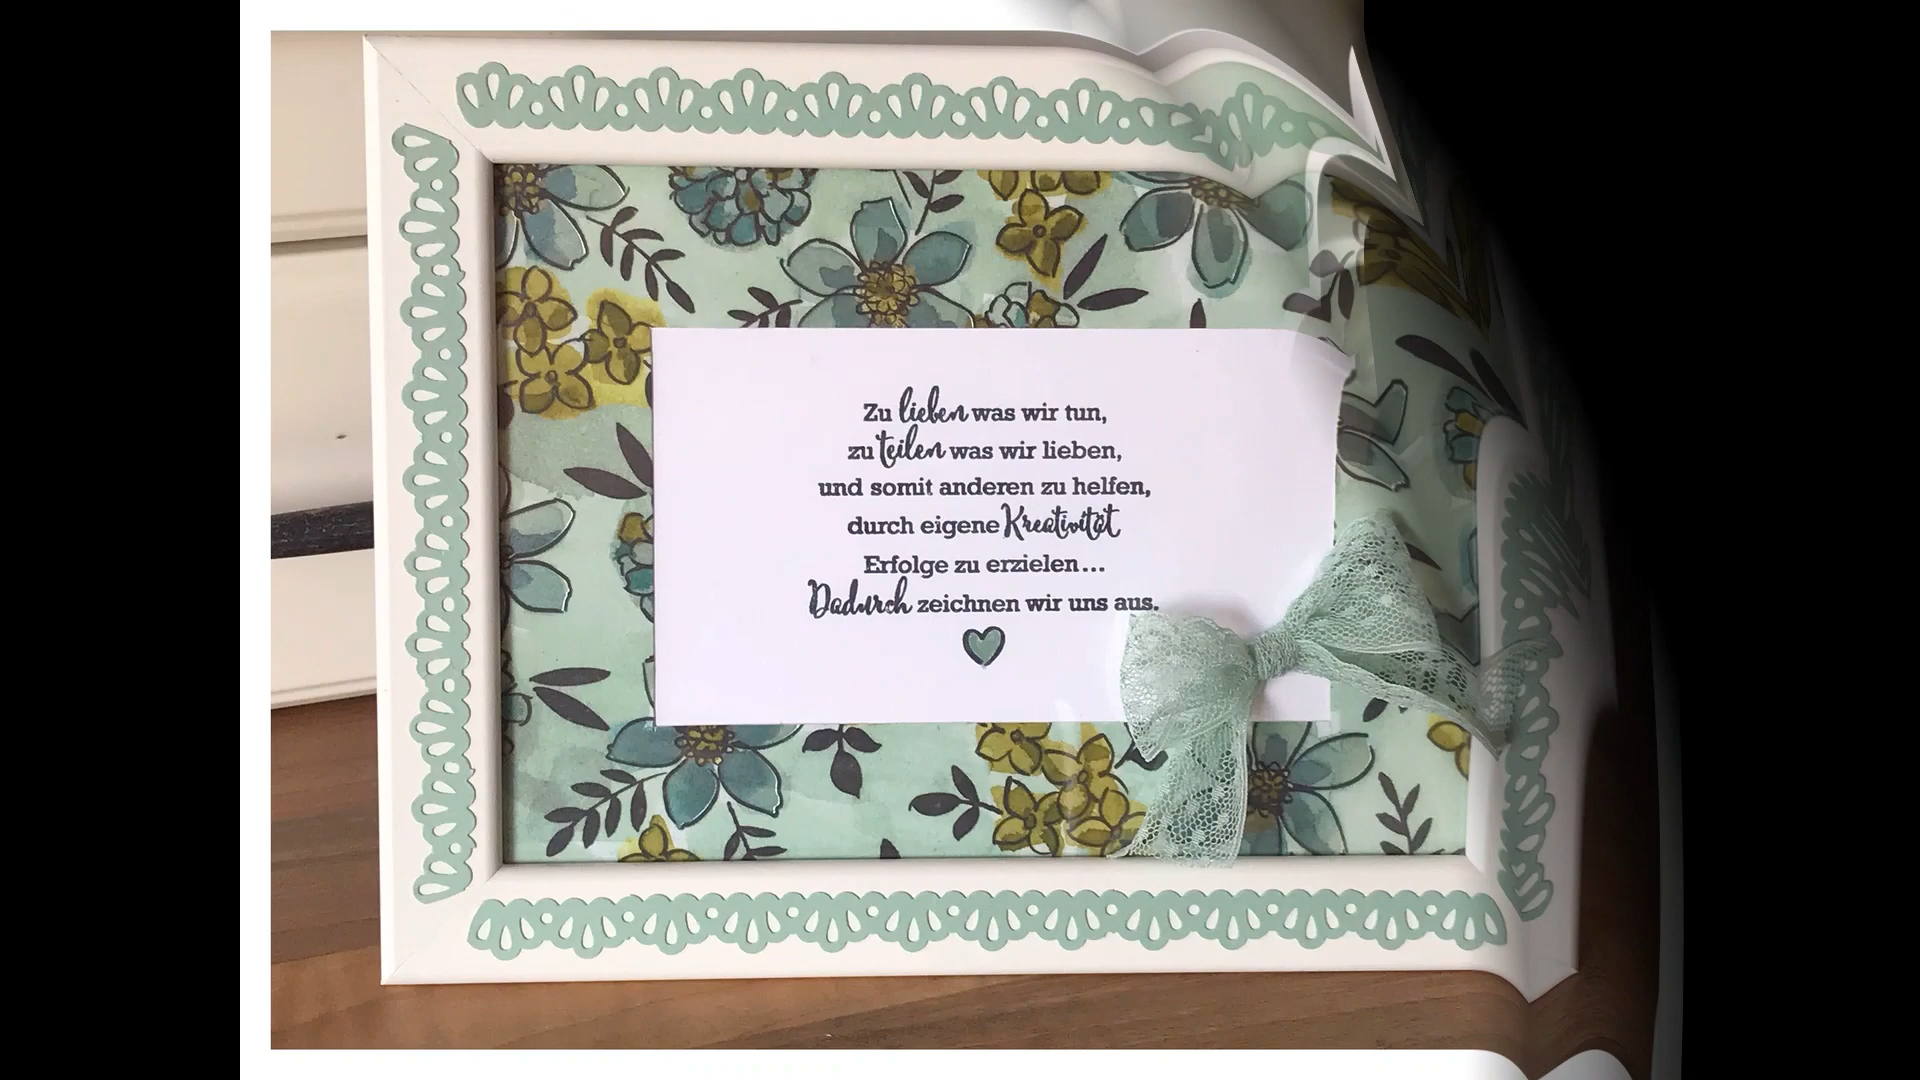 Zu lieben was wir tun,
zu teilen was wir lieben,
und somit anderen zu helfen,
durch eigene Kreativität
Erfolge zu erzielen...
Dadurch zeichnen wir uns aus.